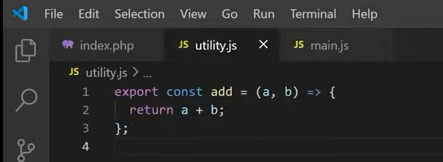 File Edit Selection View Go Run Terminal Help
index.php JS utility.js × JS main.js
JS utility.js > ...
1 export const add = (a, b) => {
2 return a + b;
3 };
4